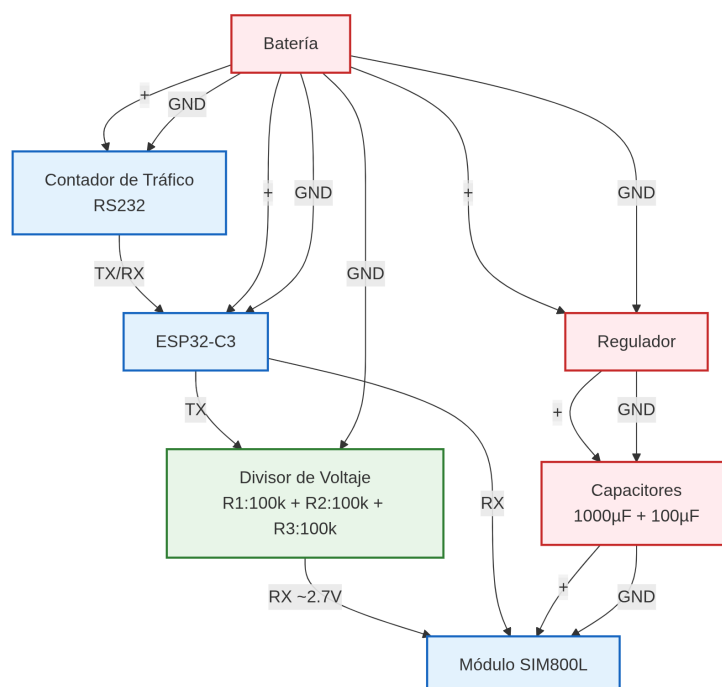 Batería
+
GND
Contador de Tráfico
RS232
+
GND
GND
+
GND
TX/RX
ESP32-C3
Regulador
TX
+
GND
Divisor de Voltaje
R1:100k + R2:100k +
R3:100k
RX
Capacitores
1000µF + 100µF
RX ~2.7V
+
GND
Módulo SIM800L